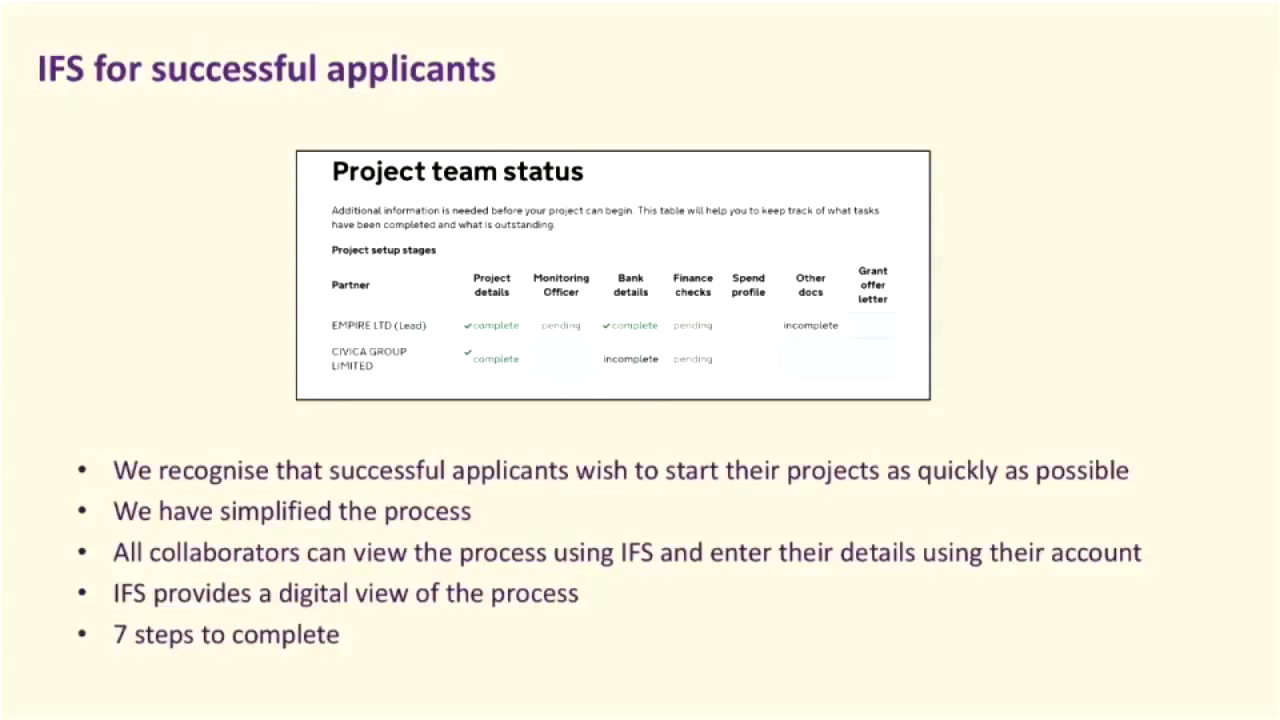 IFS for successful applicants
Project team status
Additional information is needed before your project can begin. This table will help you to keep track of what tasks
have been completed and what is outstanding.
Project setup stages
Partner Project details Monitoring Officer Bank details Finance checks Spend profile Other docs Grant offer letter
EMPIRE LTD (Lead) ✓complete pending ✓complete pending incomplete
CIVICA GROUP LIMITED ✓complete incomplete pending
• We recognise that successful applicants wish to start their projects as quickly as possible
• We have simplified the process
• All collaborators can view the process using IFS and enter their details using their account
• IFS provides a digital view of the process
• 7 steps to complete